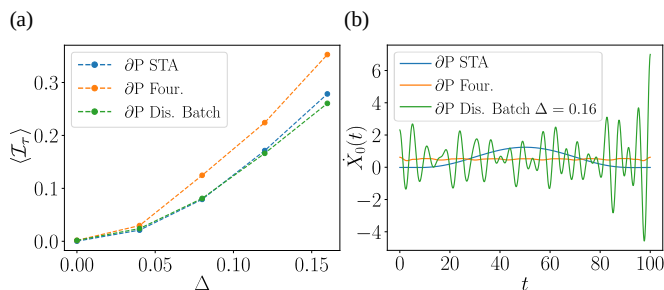 (a)
∂P STA
∂P Four.
∂P Dis. Batch
⟨I_τ⟩
0.3
0.2
0.1
0.0
0.00 0.05 0.10 0.15
Δ
(b)
∂P STA
∂P Four.
∂P Dis. Batch Δ = 0.16
Ẋ₀(t)
6
4
2
0
−2
−4
0 20 40 60 80 100
t